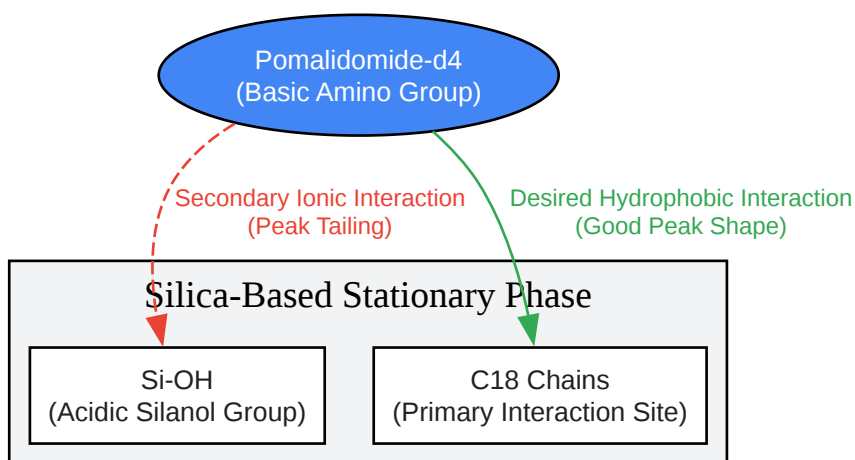 Pomalidomide-d4
(Basic Amino Group)
Secondary Ionic Interaction
(Peak Tailing)
Desired Hydrophobic Interaction
(Good Peak Shape)
Silica-Based Stationary Phase
Si-OH
(Acidic Silanol Group)
C18 Chains
(Primary Interaction Site)